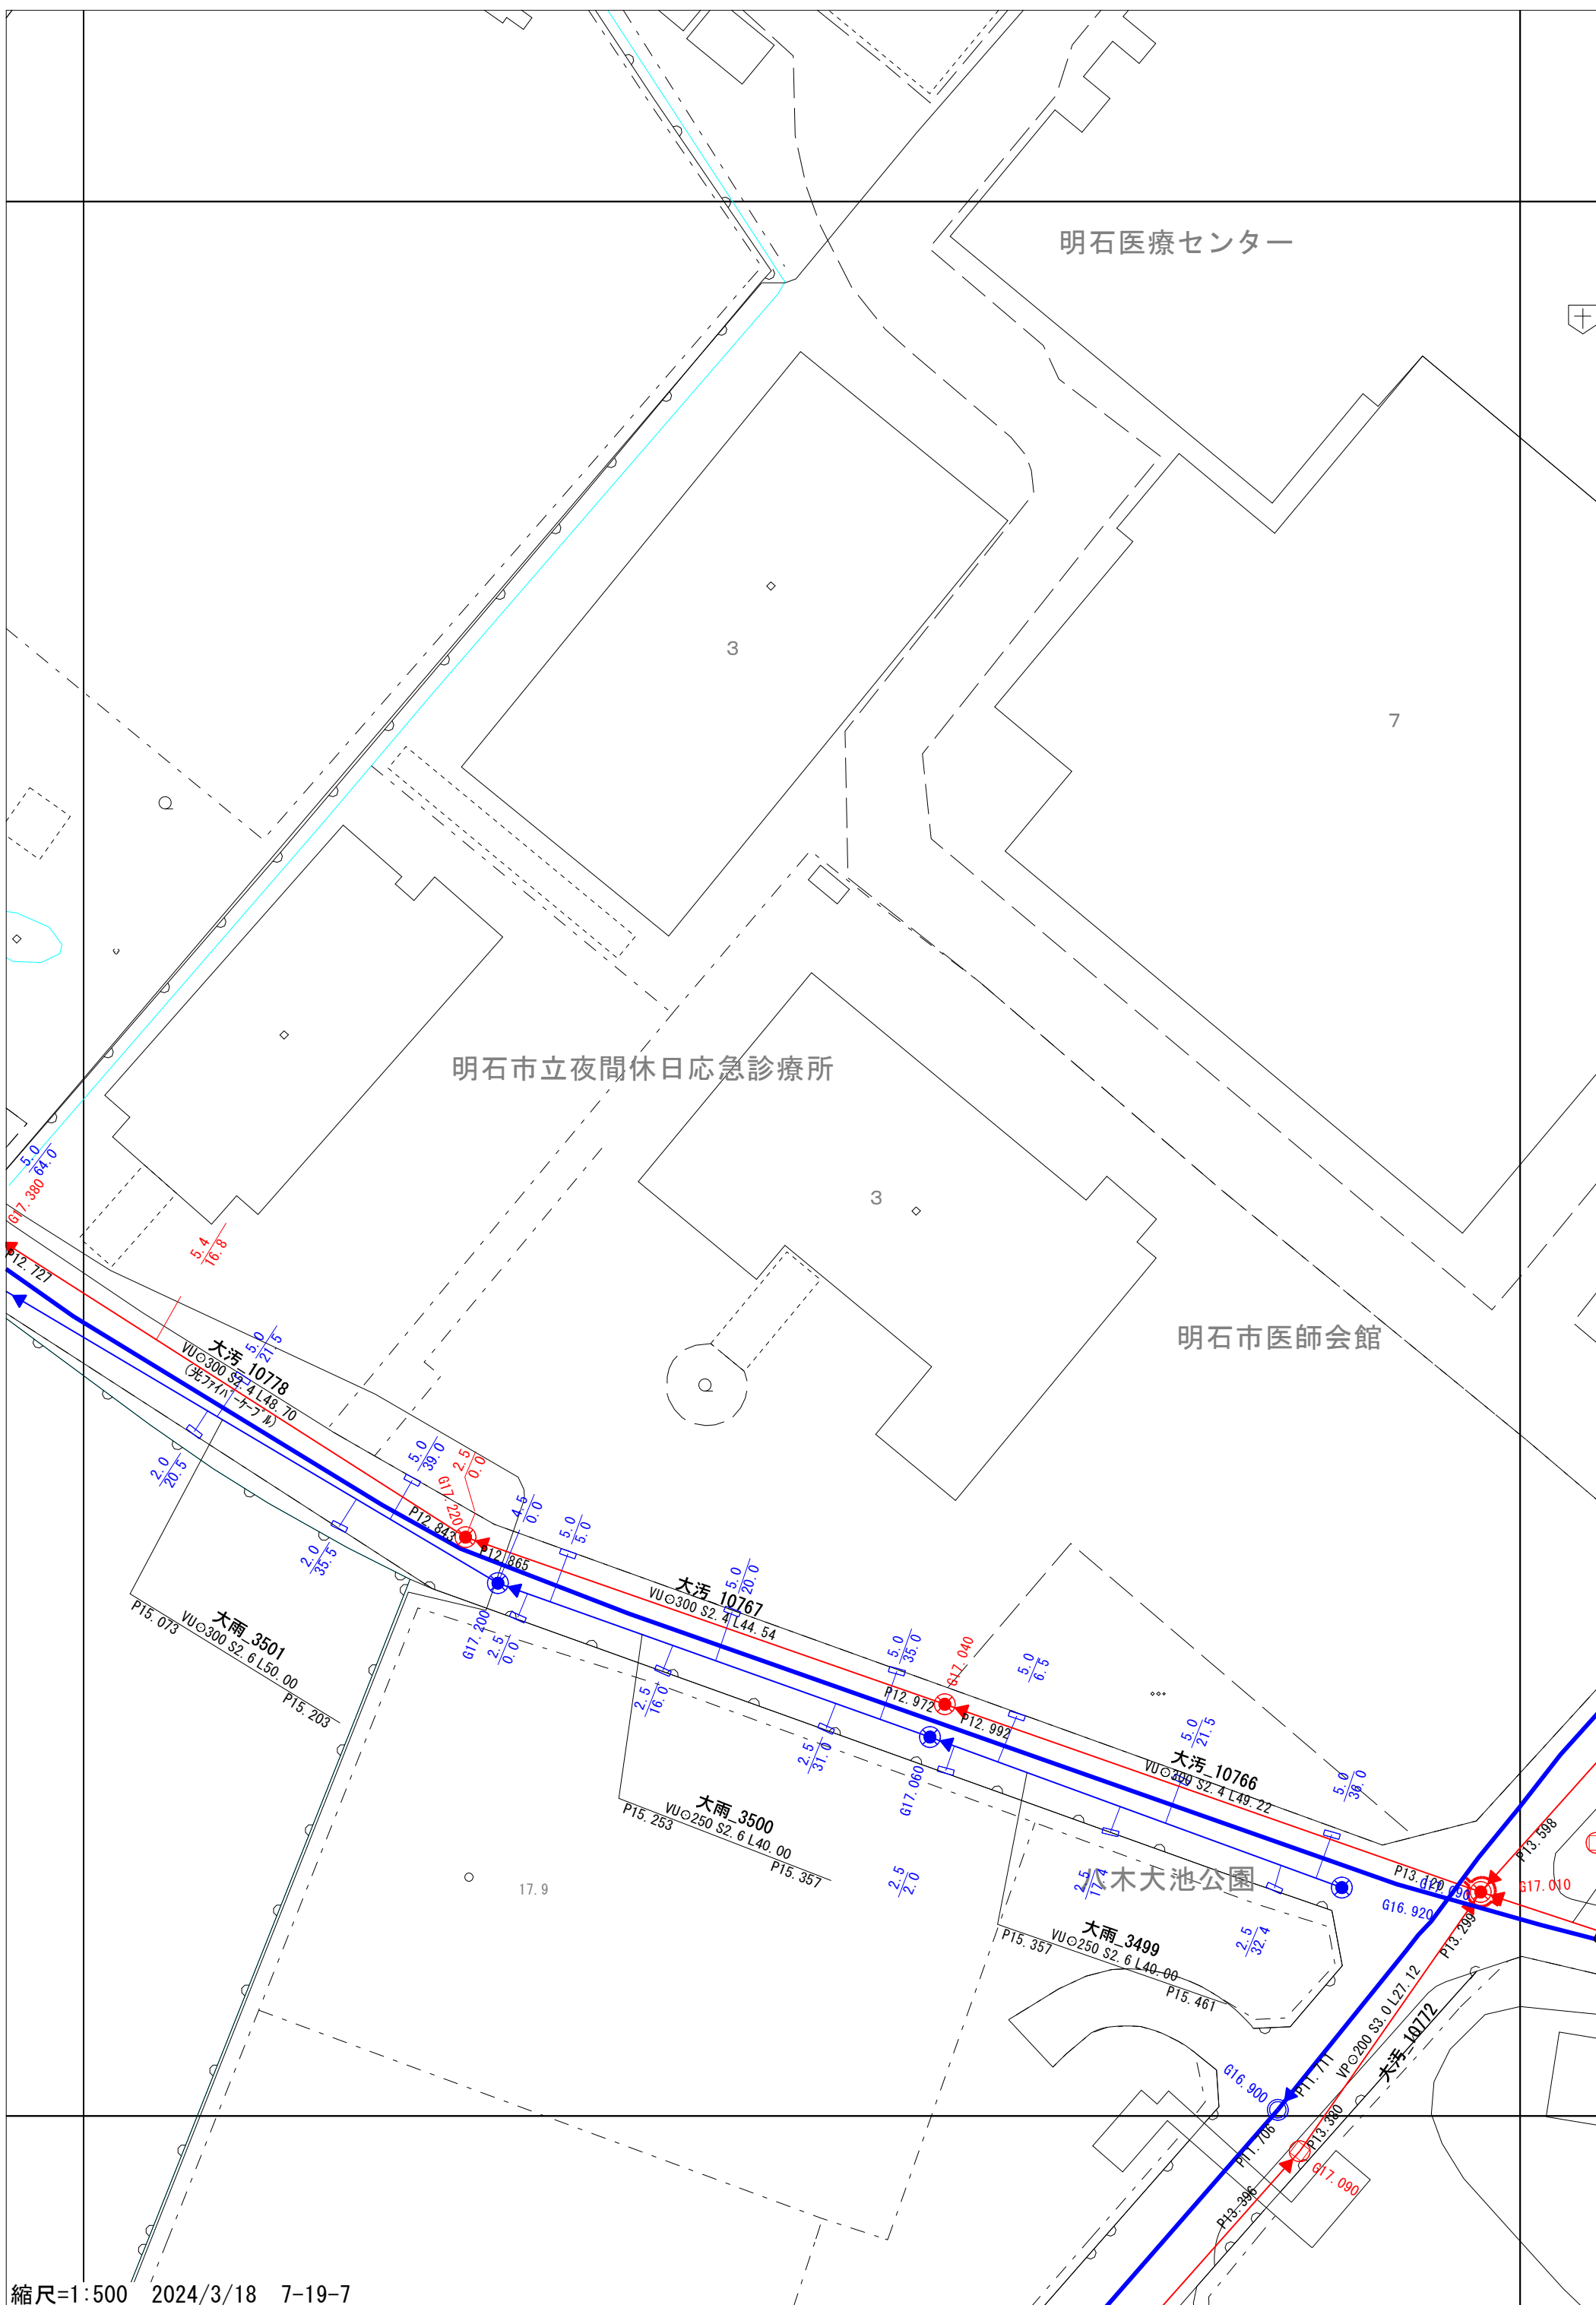 明石医療センター
3
7
明石市立夜間休日応急診療所
3
明石市医師会館
5.0
64.0
G17.380
P12.727
5.4
16.8
大汚_10778
VU○300 S2.4 L48.70
(光ファイバーケーブル)
5.0
21.5
2.0
20.5
5.0
39.0
2.5
0.0
G17.220
P12.843
4.5
0.0
P12.865
5.0
5.0
2.0
35.5
大汚_10767
VU○300 S2.4 L44.54
5.0
20.0
大雨_3501
VU○300 S2.6 L50.00
P15.073
P15.203
G17.200
2.5
0.0
2.5
16.0
5.0
35.0
G17.040
P12.972
P12.992
5.0
6.5
2.5
31.0
G17.060
5.0
21.5
大汚_10766
VU○300 S2.4 L49.22
5.0
36.0
大雨_3500
VU○250 S2.6 L40.00
P15.253
P15.357
2.5
2.0
2.5
17.4
八木大池公園
17.9
P13.120
G17.090
G16.920
G17.010
P13.598
P13.299
大雨_3499
VU○250 S2.6 L40.00
P15.357
P15.461
2.5
32.4
VP○200 S3.0 L27.12
大汚_10772
G16.900
P11.711
P11.706
P13.380
G17.090
P13.396
縮尺=1:500 2024/3/18 7-19-7